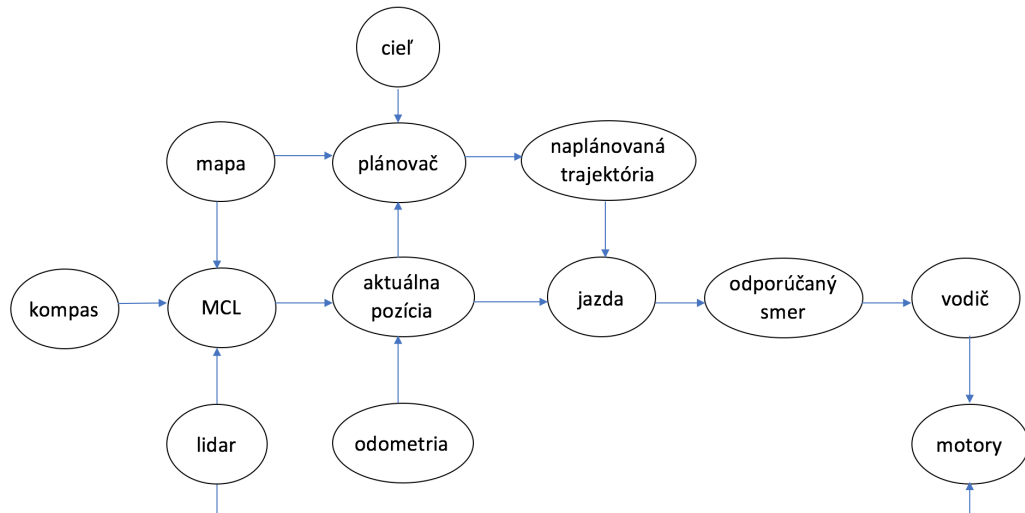 cieľ
mapa
plánovač
naplánovaná
trajektória
kompas
MCL
aktuálna
pozícia
jazda
odporúčaný
smer
vodič
lidar
odometria
motory